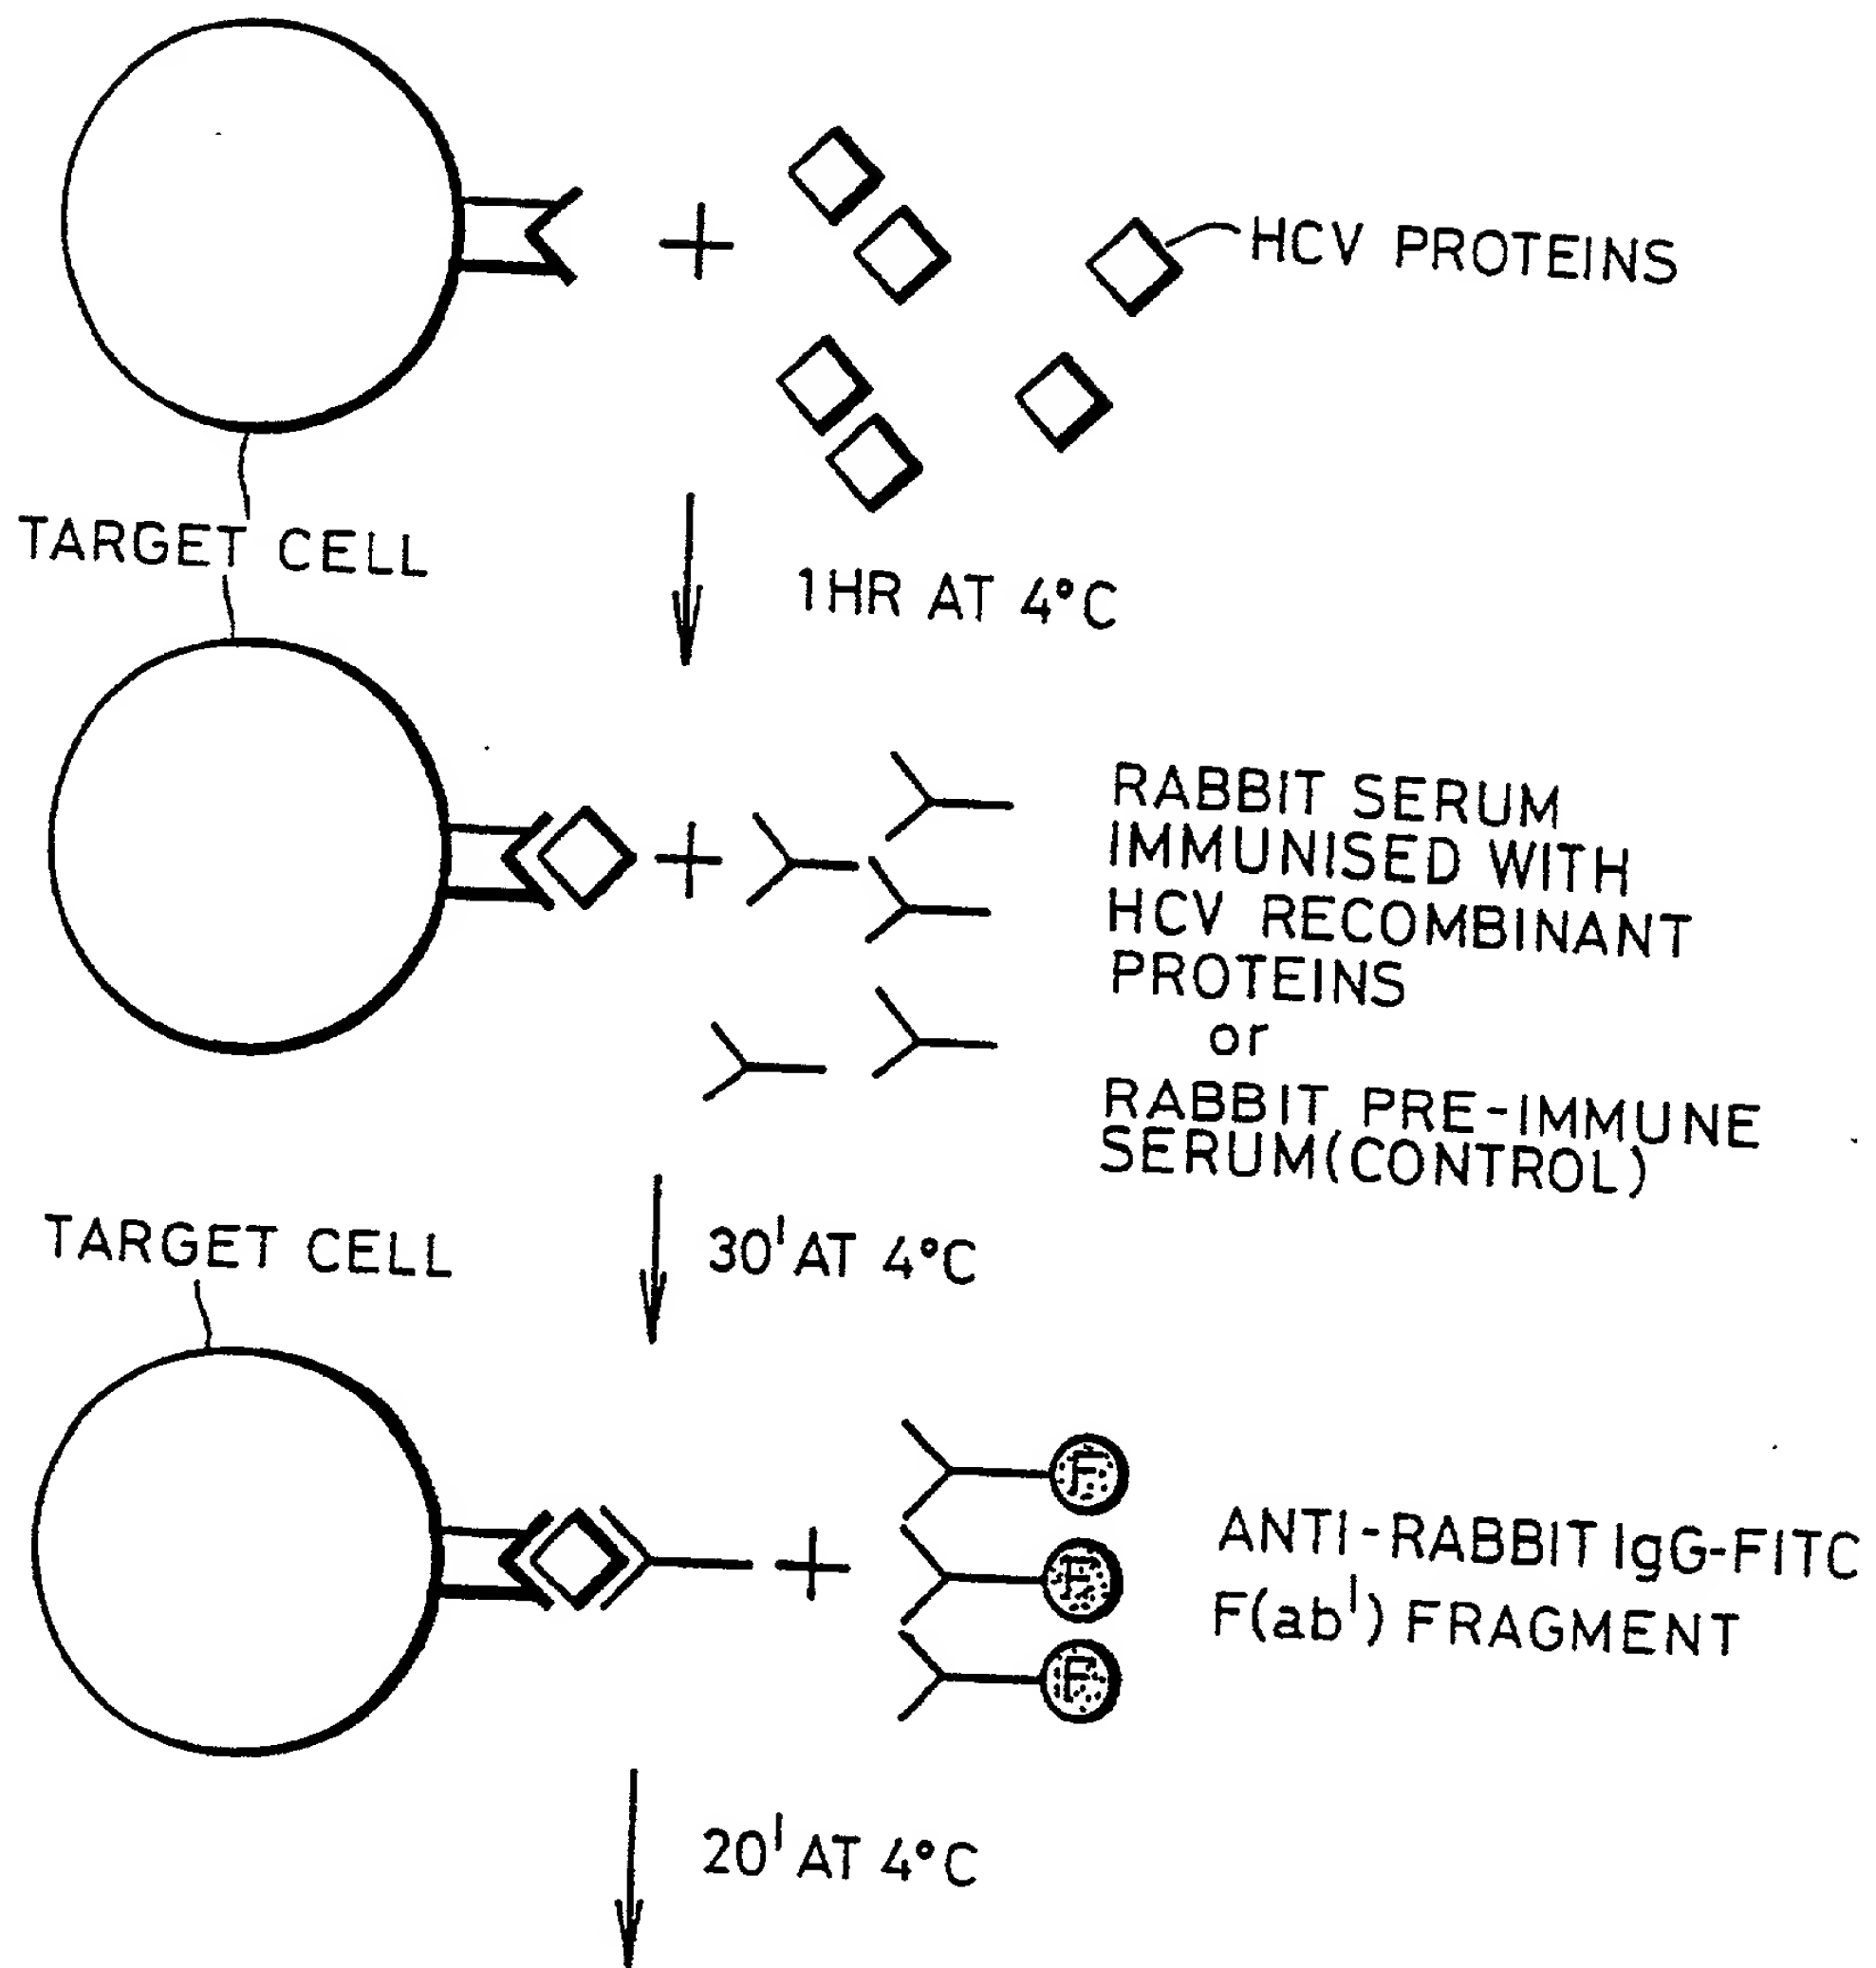 HCV PROTEINS
TARGET CELL
1HR AT 4°C
RABBIT SERUM
IMMUNISED WITH
HCV RECOMBINANT
PROTEINS
or
RABBIT PRE-IMMUNE
SERUM(CONTROL)
TARGET CELL
30' AT 4°C
F
ANTI-RABBIT IgG-FITC
F
F(ab') FRAGMENT
F
20' AT 4°C